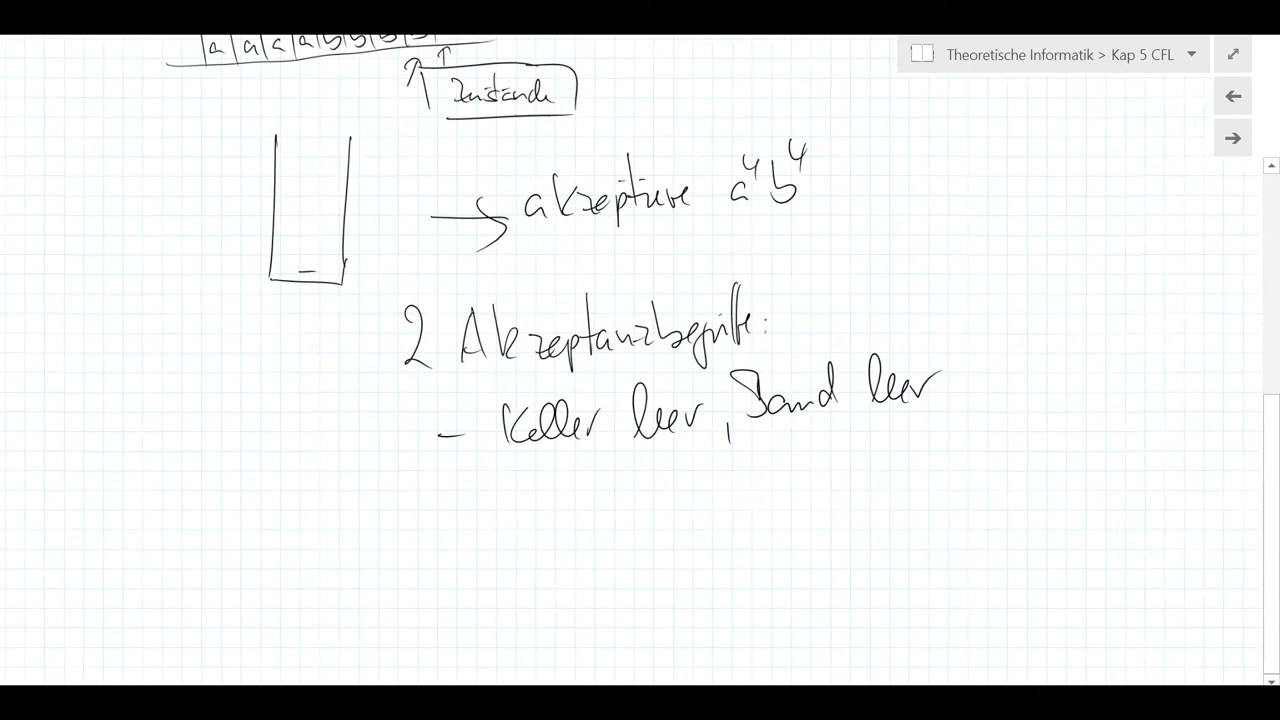 a a a a b b b b
Theoretische Informatik > Kap 5 CFL
Zustände
→ akzeptiere a⁴b⁴
2 Akzeptanzbegriffe:
- Keller leer, Band leer